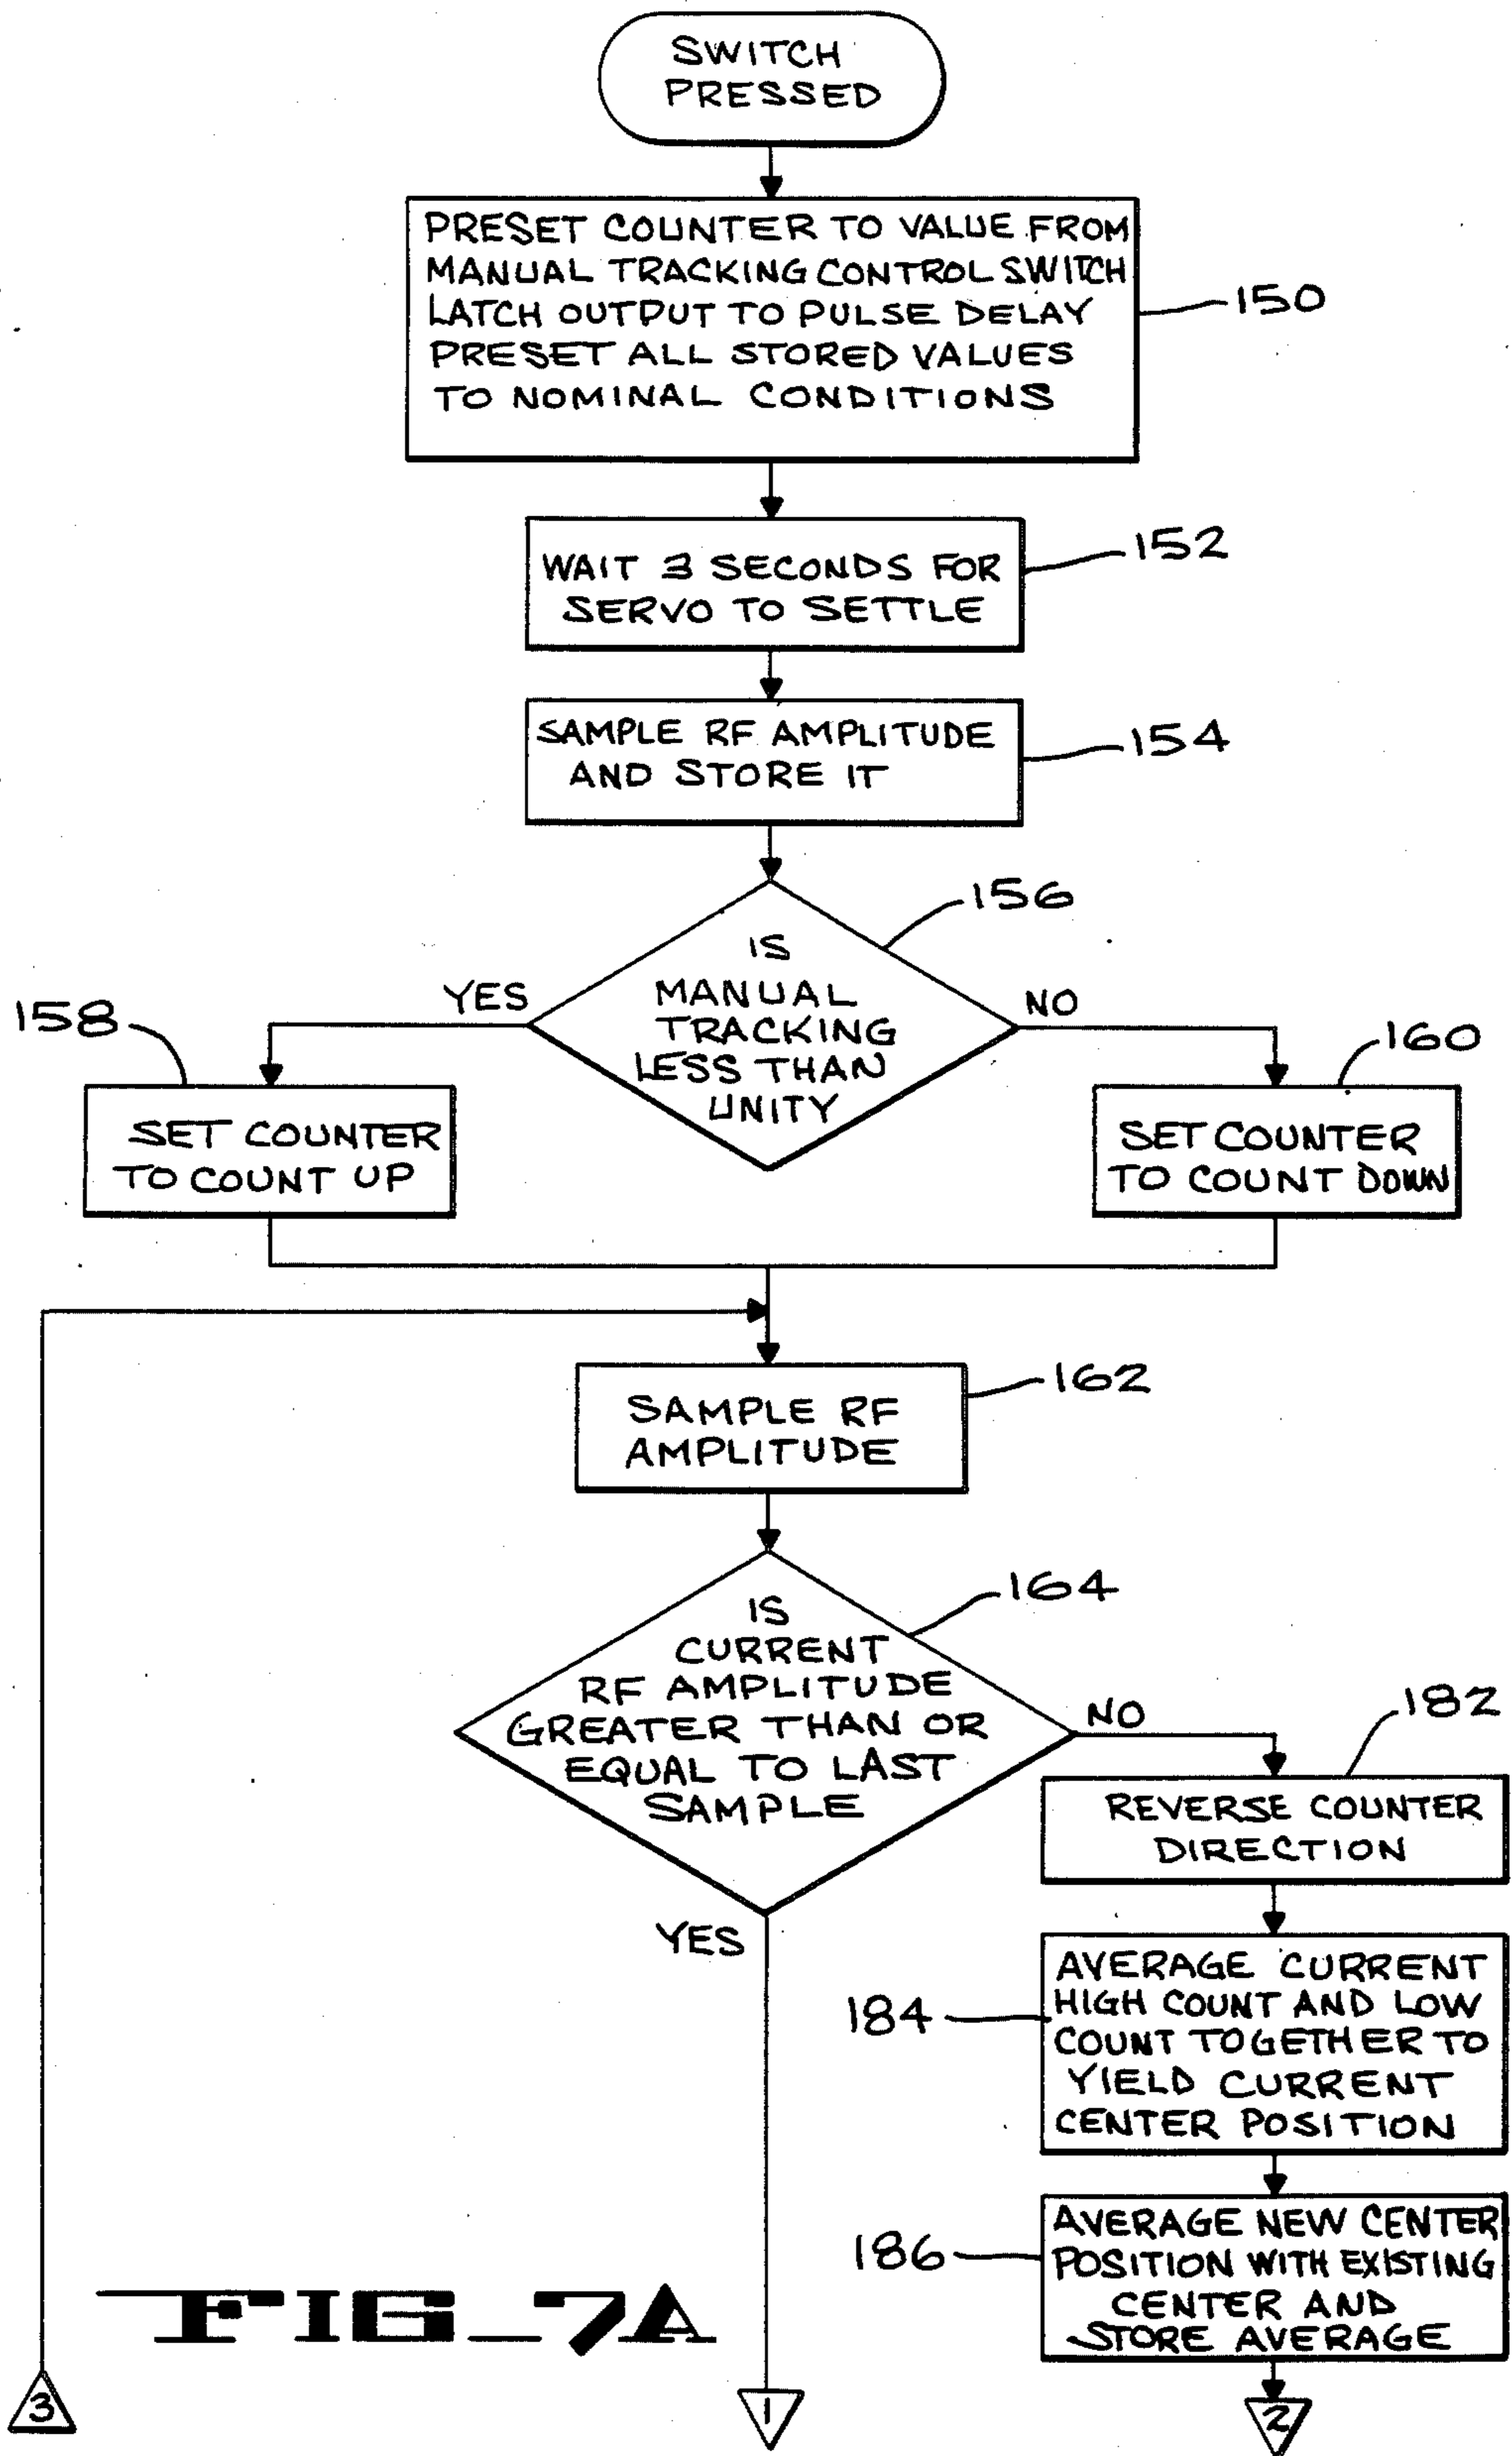 SWITCH
PRESSED
PRESET COUNTER TO VALUE FROM
MANUAL TRACKING CONTROL SWITCH
LATCH OUTPUT TO PULSE DELAY
PRESET ALL STORED VALUES
TO NOMINAL CONDITIONS
150
WAIT 3 SECONDS FOR
SERVO TO SETTLE
152
SAMPLE RF AMPLITUDE
AND STORE IT
154
156
IS
MANUAL
TRACKING
LESS THAN
UNITY
YES
NO
158
SET COUNTER
TO COUNT UP
160
SET COUNTER
TO COUNT DOWN
162
SAMPLE RF
AMPLITUDE
164
IS
CURRENT
RF AMPLITUDE
GREATER THAN OR
EQUAL TO LAST
SAMPLE
NO
YES
182
REVERSE COUNTER
DIRECTION
184
AVERAGE CURRENT
HIGH COUNT AND LOW
COUNT TOGETHER TO
YIELD CURRENT
CENTER POSITION
186
AVERAGE NEW CENTER
POSITION WITH EXISTING
CENTER AND
STORE AVERAGE
FIG_7A
3
1
2